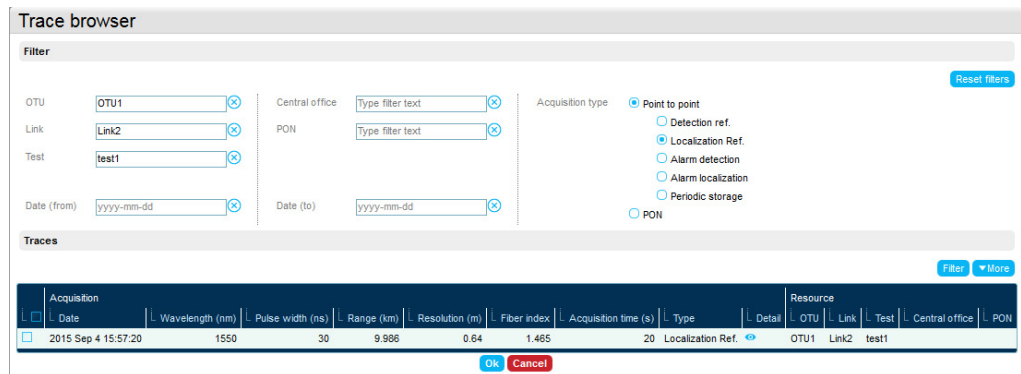 Trace browser
Filter
Reset filters
OTU OTU1 Central office Type filter text Acquisition type Point to point
Detection ref.
Link Link2 PON Type filter text
Localization Ref.
Test test1 Alarm detection
Alarm localization
Periodic storage
Date (from) yyyy-mm-dd Date (to) yyyy-mm-dd
PON
Traces
Filter More
Acquisition Resource
Date Wavelength (nm) Pulse width (ns) Range (km) Resolution (m) Fiber index Acquisition time (s) Type Detail OTU Link Test Central office PON
2015 Sep 4 15:57:20 1550 30 9.986 0.64 1.465 20 Localization Ref. OTU1 Link2 test1
Ok Cancel